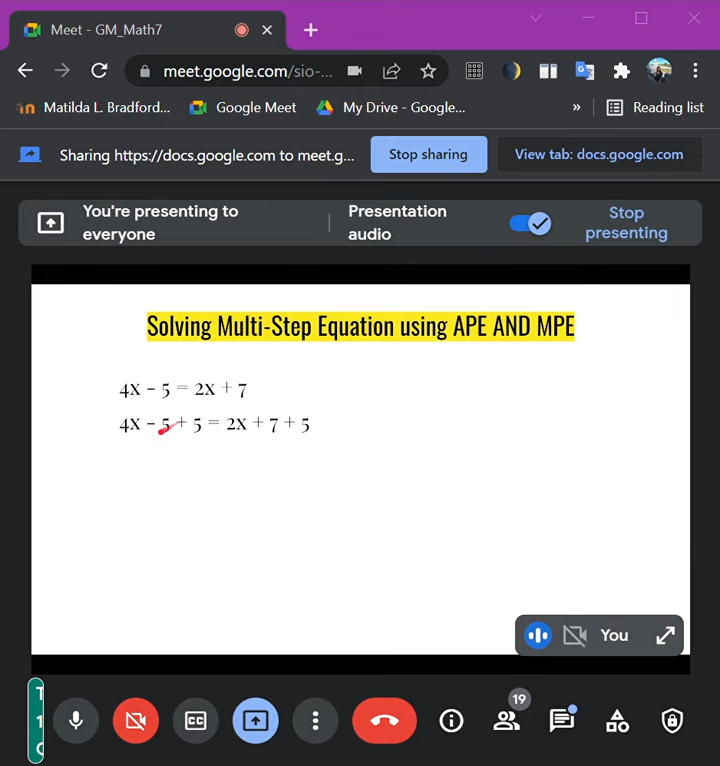 Meet - GM_Math7
meet.google.com/sio-...
Matilda L. Bradford... Google Meet My Drive - Google... » Reading list
Sharing https://docs.google.com to meet.g... Stop sharing View tab: docs.google.com
You're presenting to everyone
Presentation audio
Stop presenting
Solving Multi-Step Equation using APE AND MPE
4x - 5 = 2x + 7
4x - 5 + 5 = 2x + 7 + 5
You
19